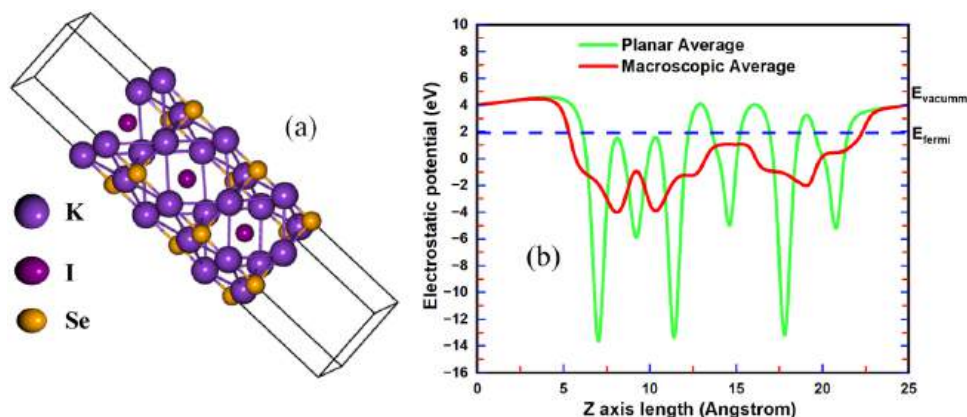 (a)
K
I
Se
Electrostatic potential (eV)
10
8
6
4
2
0
−2
−4
−6
−8
−10
−12
−14
−16
Planar Average
Macroscopic Average
E_vacumm
E_fermi
(b)
0
5
10
15
20
25
Z axis length (Angstrom)